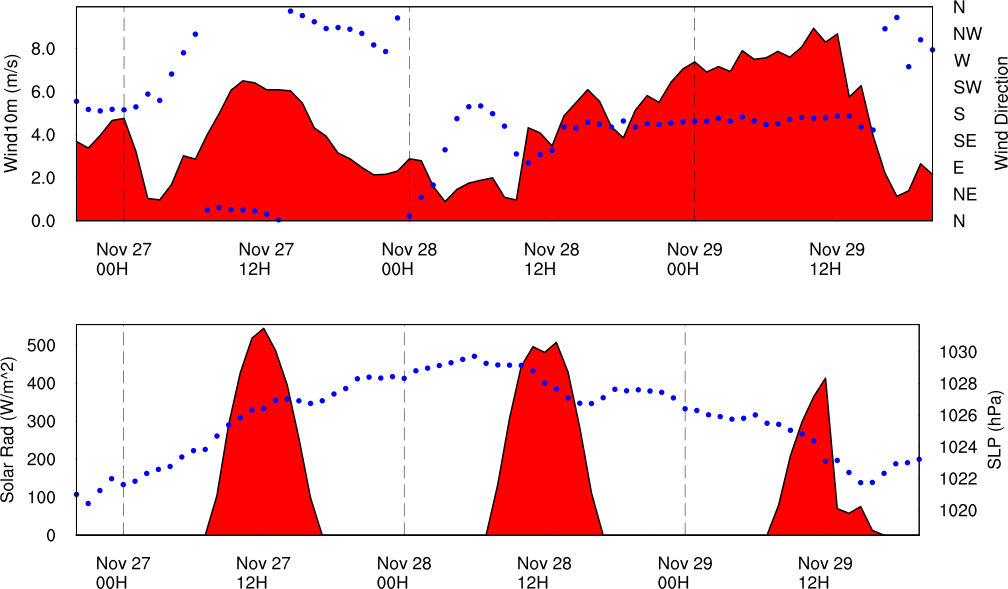 Wind10m (m/s)
8.0
6.0
4.0
2.0
0.0
N
NW
W
SW
S
SE
E
NE
N
Wind Direction
Nov 27 Nov 27 Nov 28 Nov 28 Nov 29 Nov 29
00H 12H 00H 12H 00H 12H
Solar Rad (W/m^2)
500
400
300
200
100
0
1030
1028
1026
1024
1022
1020
SLP (hPa)
Nov 27 Nov 27 Nov 28 Nov 28 Nov 29 Nov 29
00H 12H 00H 12H 00H 12H